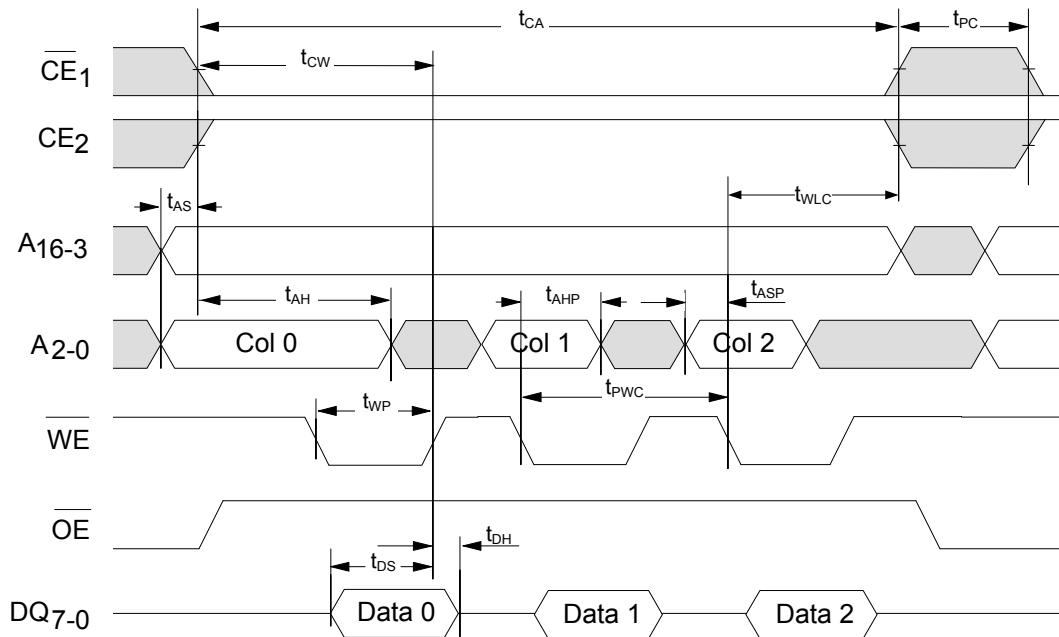 tCA
tPC
CE1
tCW
CE2
tWLC
tAS
A16-3
tAH
tAHP
tASP
A2-0
Col 0
Col 1
Col 2
tWP
tPWC
WE
OE
tDH
tDS
DQ7-0
Data 0
Data 1
Data 2